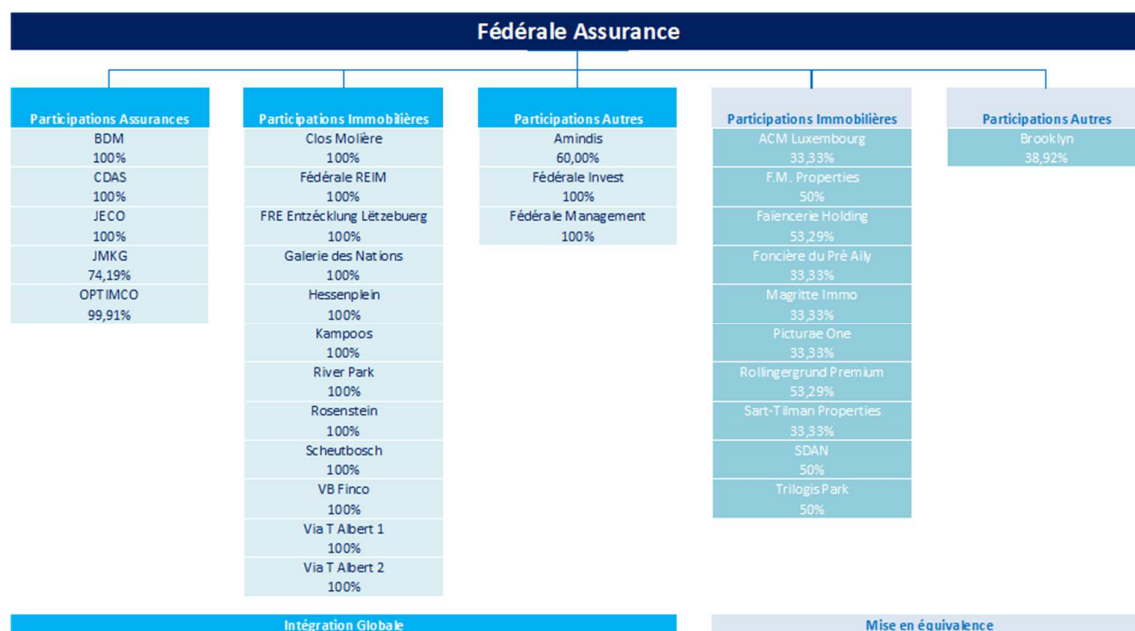 Fédérale Assurance
Participations Assurances
BDM
100%
CDAS
100%
JECO
100%
JMKG
74,19%
OPTIMCO
99,91%
Participations Immobilières
Clos Molière
100%
Fédérale REIM
100%
FRE Entzécklung Lëtzebuerg
100%
Galerie des Nations
100%
Hessenplein
100%
Kampoos
100%
River Park
100%
Rosenstein
100%
Scheutbosch
100%
VB Finco
100%
Via T Albert 1
100%
Via T Albert 2
100%
Participations Autres
Amindis
60,00%
Fédérale Invest
100%
Fédérale Management
100%
Participations Immobilières
ACM Luxembourg
33,33%
F.M. Properties
50%
Faïencerie Holding
53,29%
Foncière du Pré Aily
33,33%
Magritte Immo
33,33%
Picturae One
33,33%
Rollingergrund Premium
53,29%
Sart-Tilman Properties
33,33%
SDAN
50%
Trilogis Park
50%
Participations Autres
Brooklyn
38,92%
Intégration Globale
Mise en équivalence